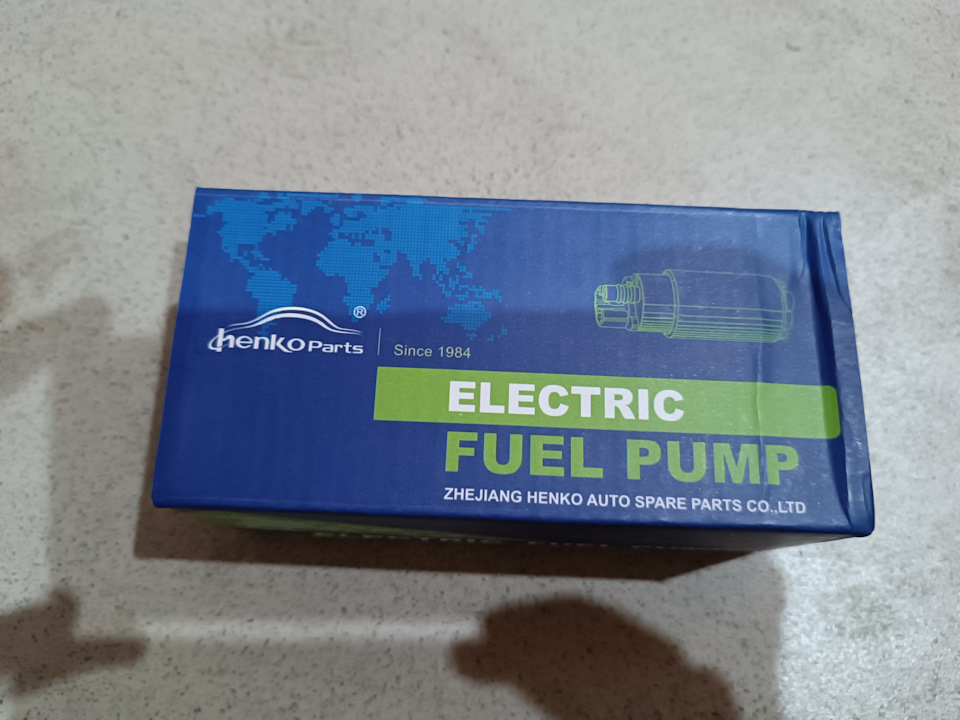 henko Parts ®
Since 1984
ELECTRIC
FUEL PUMP
ZHEJIANG HENKO AUTO SPARE PARTS CO.,LTD